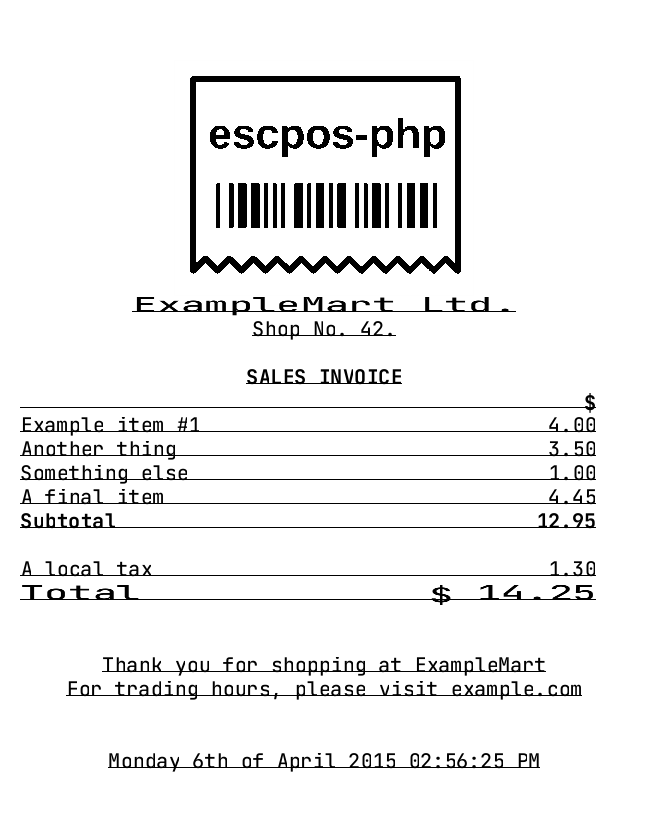 escpos-php
ExampleMart Ltd.
Shop No. 42.
SALES INVOICE
$
Example item #1 4.00
Another thing 3.50
Something else 1.00
A final item 4.45
Subtotal 12.95
A local tax 1.30
Total $ 14.25
Thank you for shopping at ExampleMart
For trading hours, please visit example.com
Monday 6th of April 2015 02:56:25 PM